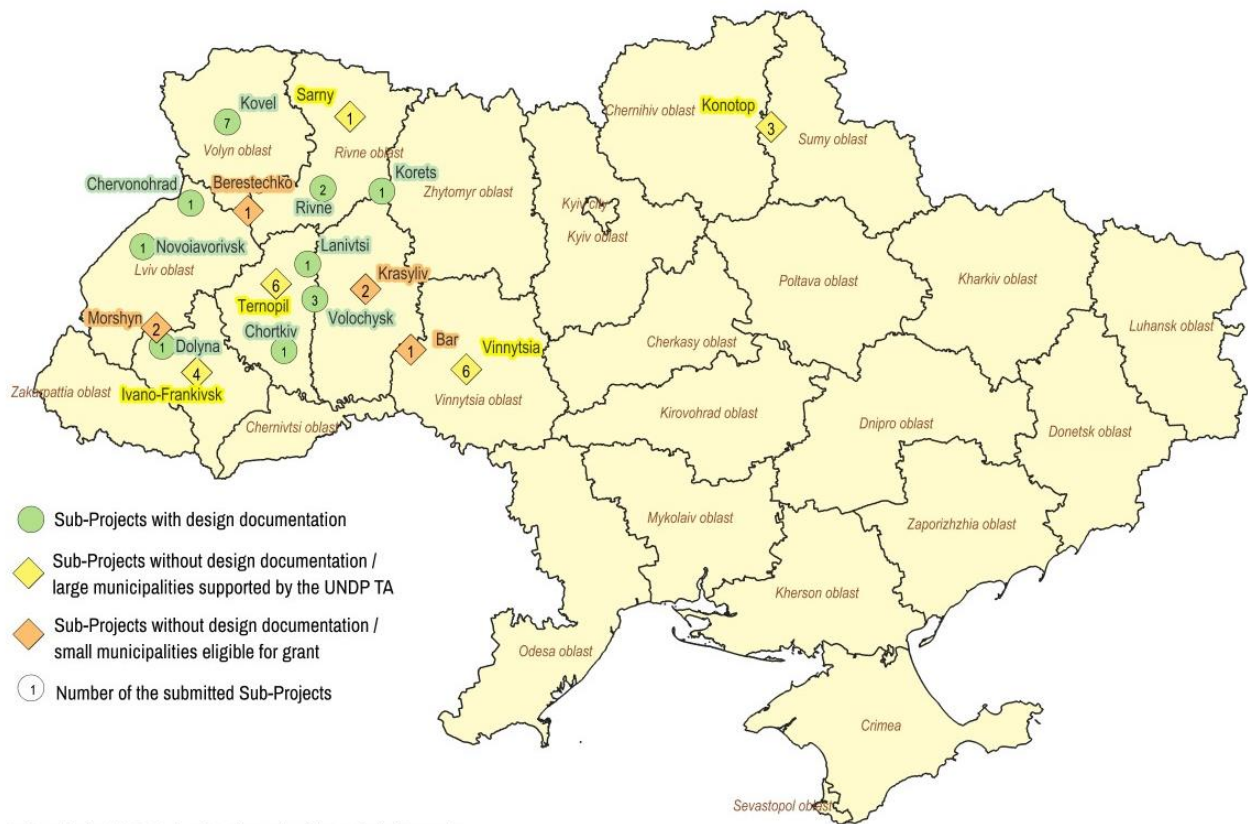 Kovel
7
Volyn oblast
Sarny
1
Rivne oblast
Chernihiv oblast
Konotop
3
Sumy oblast
Chervonohrad
1
Berestechko
1
2
Rivne
Korets
1
Zhytomyr oblast
Kyiv city
Kyiv oblast
1
Novoiavorivsk
Lviv oblast
Lanivtsi
1
6
Ternopil
3
Volochysk
Krasyliv
2
Poltava oblast
Kharkiv oblast
Luhansk oblast
Morshyn
2
1
Dolyna
Chortkiv
1
1
Bar
Vinnytsia
6
Vinnytsia oblast
Cherkasy oblast
4
Ivano-Frankivsk
Zakarpattia oblast
Chernivtsi oblast
Kirovohrad oblast
Dnipro oblast
Donetsk oblast
Mykolaiv oblast
Zaporizhzhia oblast
Kherson oblast
Odesa oblast
Crimea
Sevastopol oblast
Sub-Projects with design documentation
Sub-Projects without design documentation /
large municipalities supported by the UNDP TA
Sub-Projects without design documentation /
small municipalities eligible for grant
1 Number of the submitted Sub-Projects